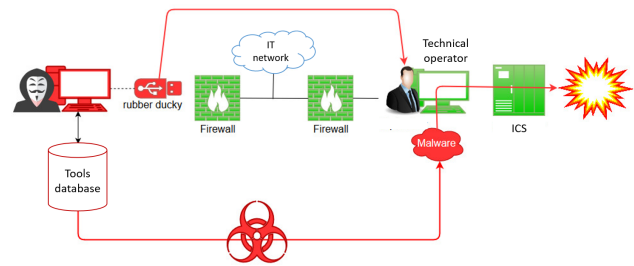 IT
network
Technical
operator
rubber ducky
Firewall
Firewall
ICS
Malware
Tools
database